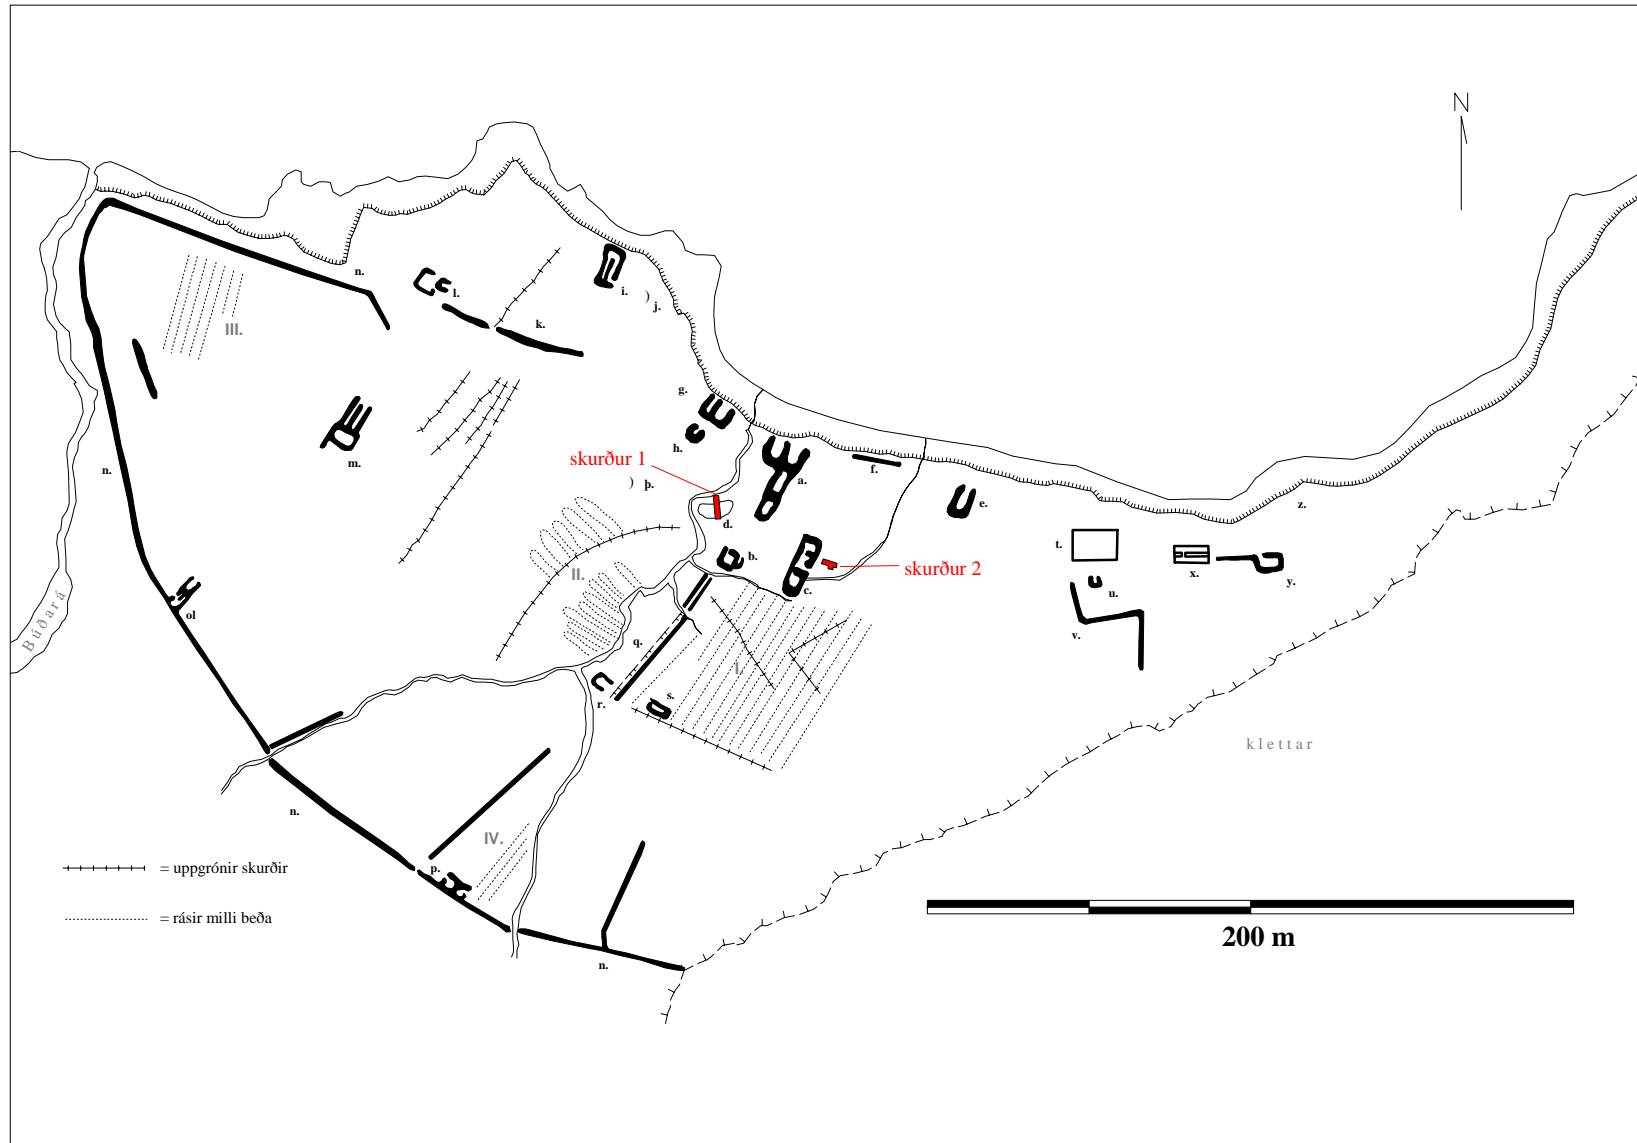 N
n.
l.
i.
j.
III.
k.
g.
h.
m.
n.
skurður 1
a.
f.
þ.
e.
z.
d.
t.
b.
skurður 2
II.
x.
y.
c.
u.
ol
v.
Búðará
q.
I.
s.
r.
klettar
n.
IV.
p.
= uppgrónir skurðir
= rásir milli beða
200 m
n.